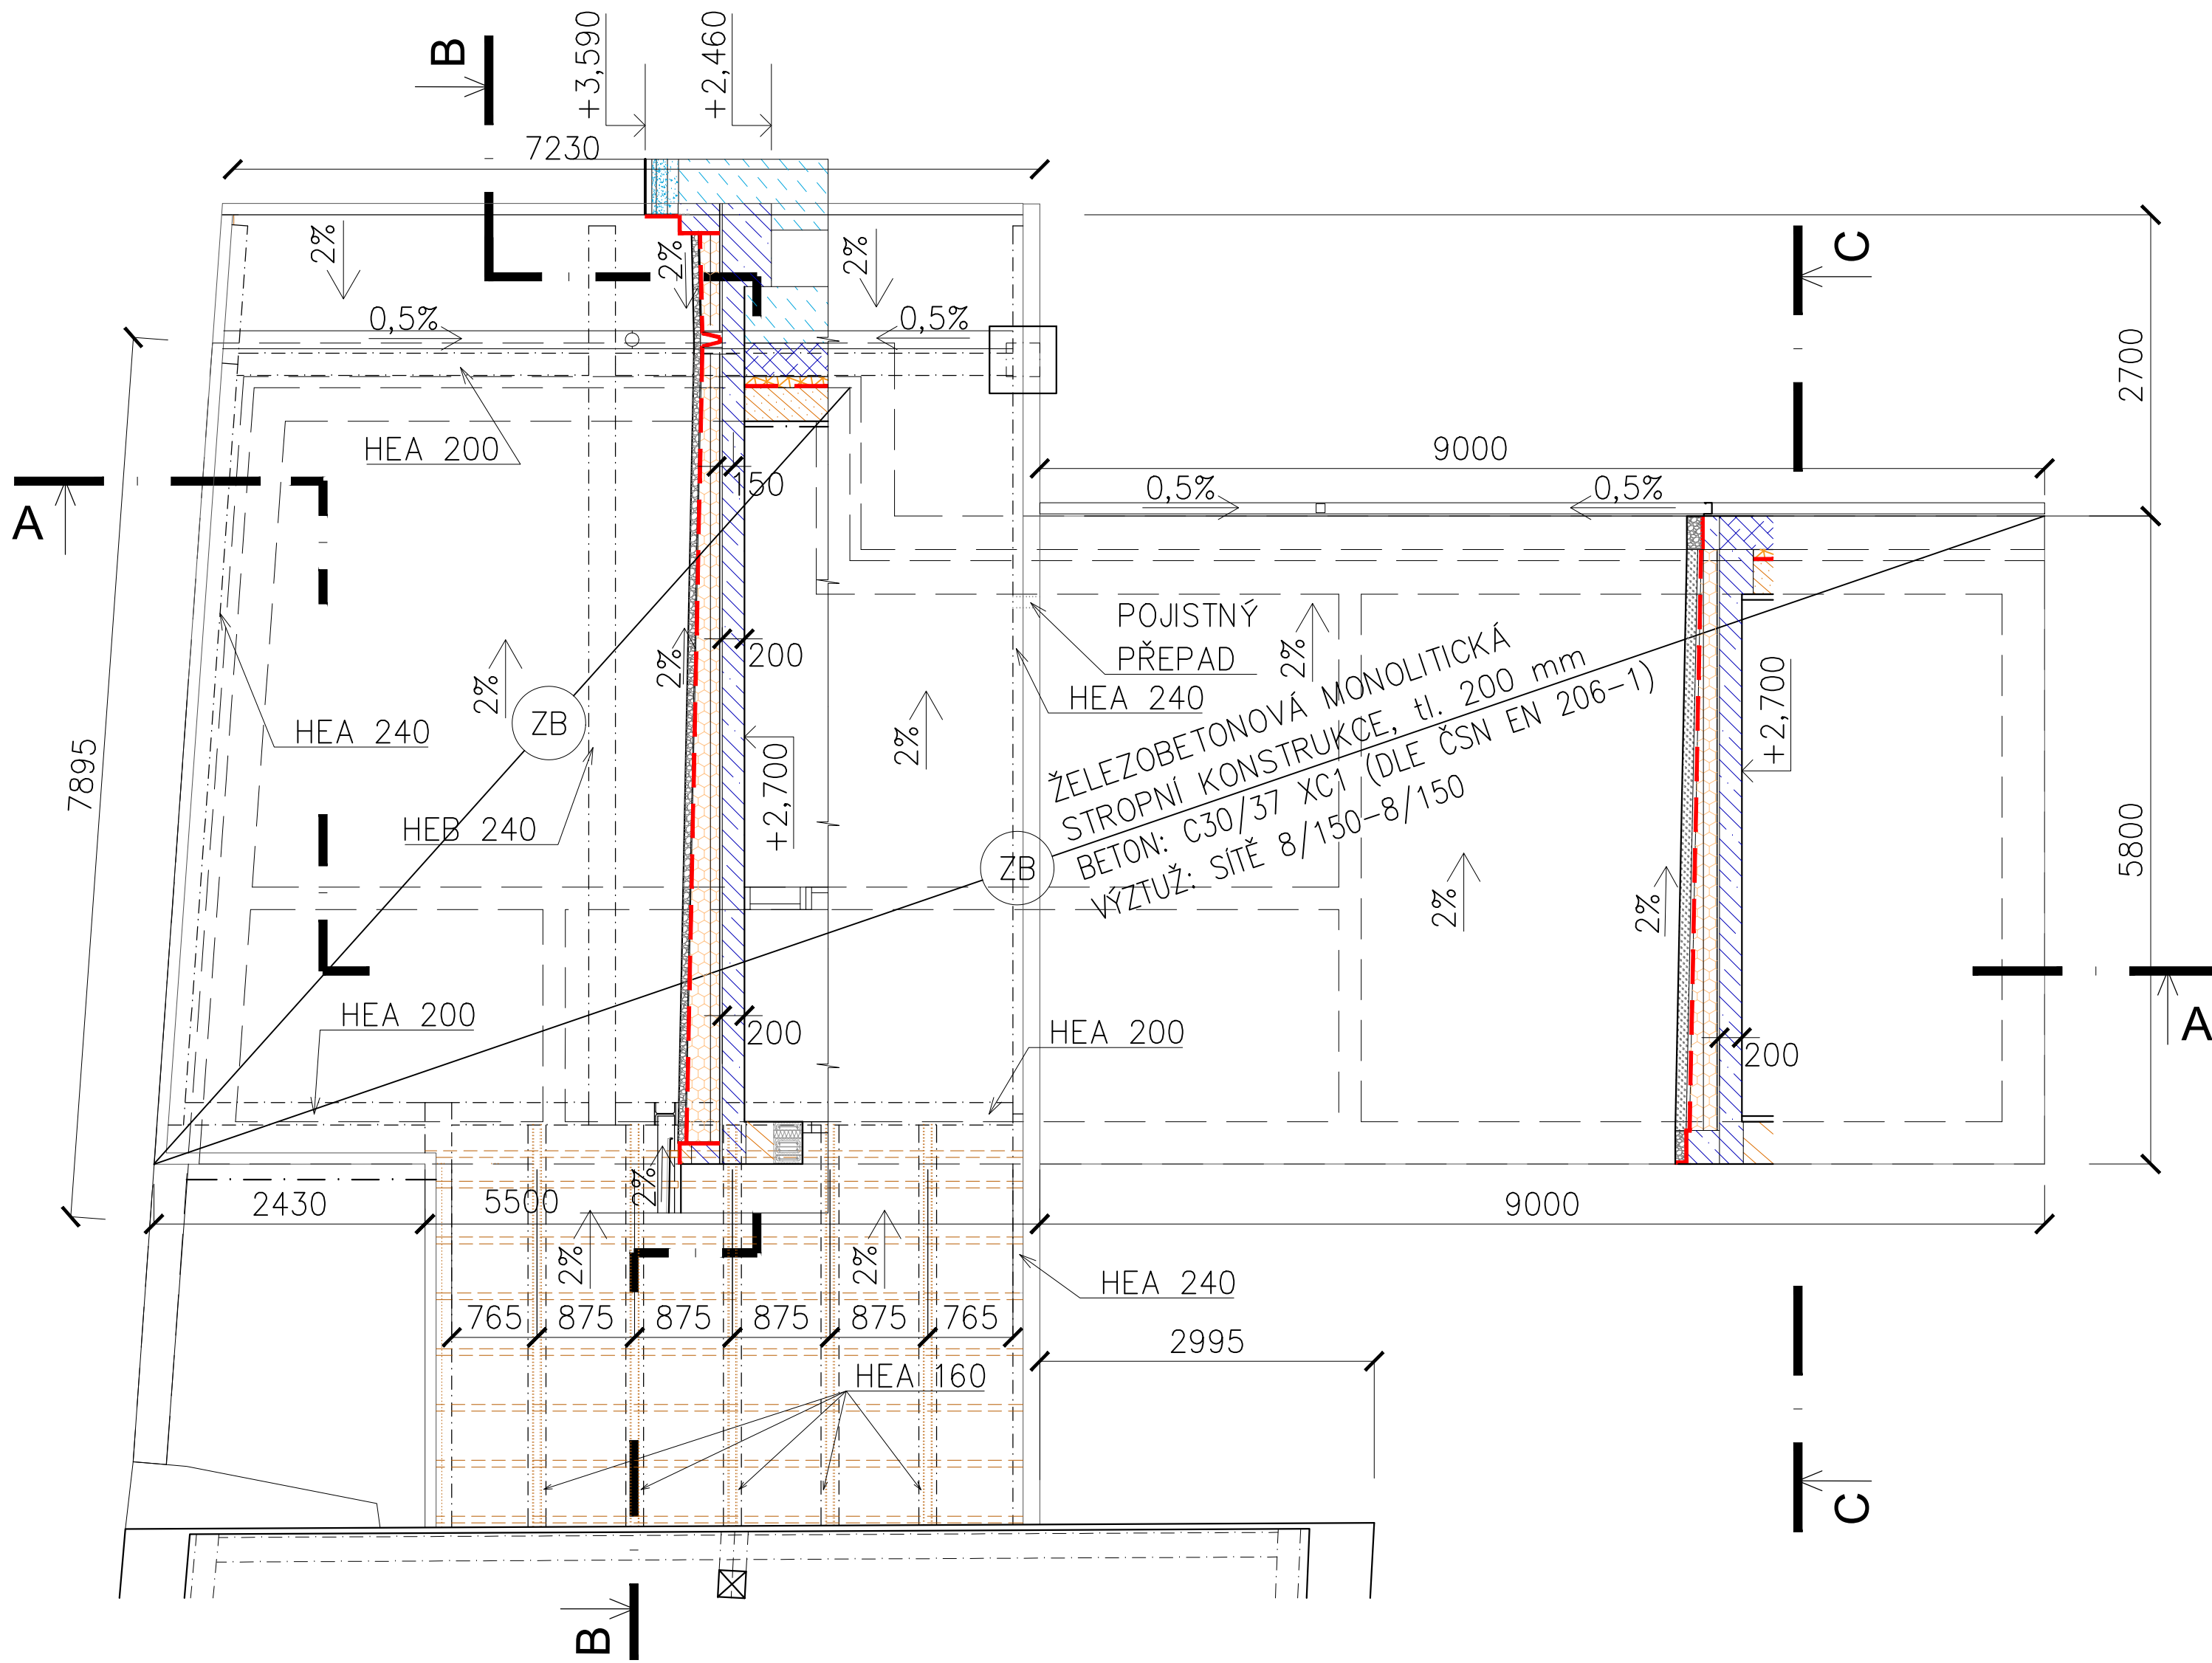 B
+3,590
+2,460
7230
2%
2%
2%
C
0,5%
0,5%
2700
HEA 200
9000
150
0,5%
0,5%
A
POJISTNÝ
PŘEPAD
HEA 240
2%
200
2%
2%
2%
ZB
HEA 240
7895
+2,700
+2,700
HEB 240
ŽELEZOBETONOVÁ MONOLITICKÁ
STROPNÍ KONSTRUKCE, tl. 200 mm
BETON: C30/37 XC1 (DLE ČSN EN 206-1)
VÝZTUŽ: SÍTĚ 8/150-8/150
ZB
5800
2%
2%
HEA 200
200
HEA 200
200
A
2430
5500
2%
9000
2%
2%
HEA 240
765
875
875
875
875
765
2995
HEA 160
C
B